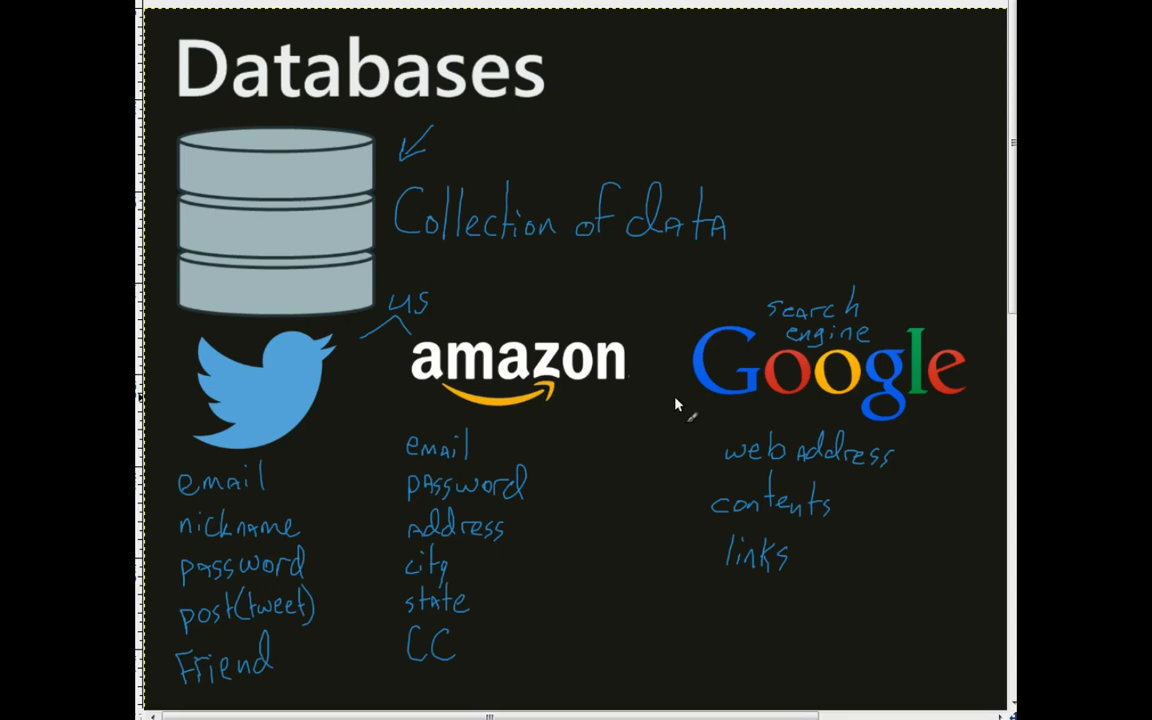 Databases
Collection of data
us
amazon
search
engine
Google
email
nickname
password
post(tweet)
Friend
email
password
address
city
state
CC
web address
contents
links